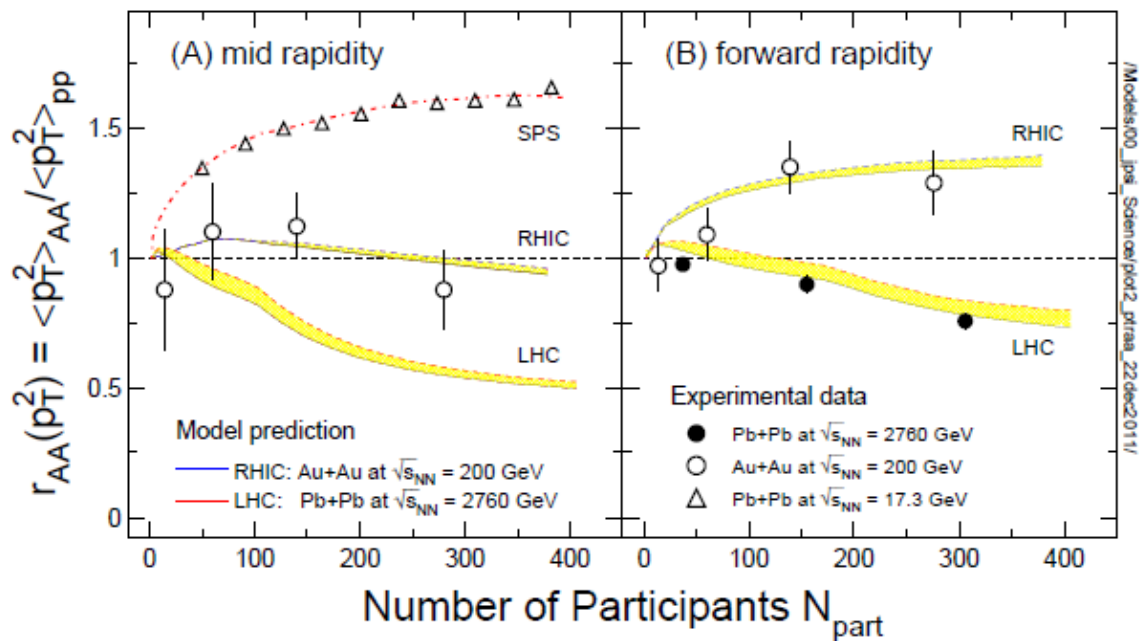 (A) mid rapidity
(B) forward rapidity
r_AA(p_T^2) = <p_T^2>_AA/<p_T^2>_pp
1.5
1
0.5
0
SPS
RHIC
LHC
RHIC
LHC
Model prediction
RHIC: Au+Au at √s_NN = 200 GeV
LHC: Pb+Pb at √s_NN = 2760 GeV
Experimental data
Pb+Pb at √s_NN = 2760 GeV
Au+Au at √s_NN = 200 GeV
Pb+Pb at √s_NN = 17.3 GeV
0 100 200 300 400
0 100 200 300 400
Number of Participants N_part
/Models/00_jpsi_Science/plot2_ptraa_22dec2011/